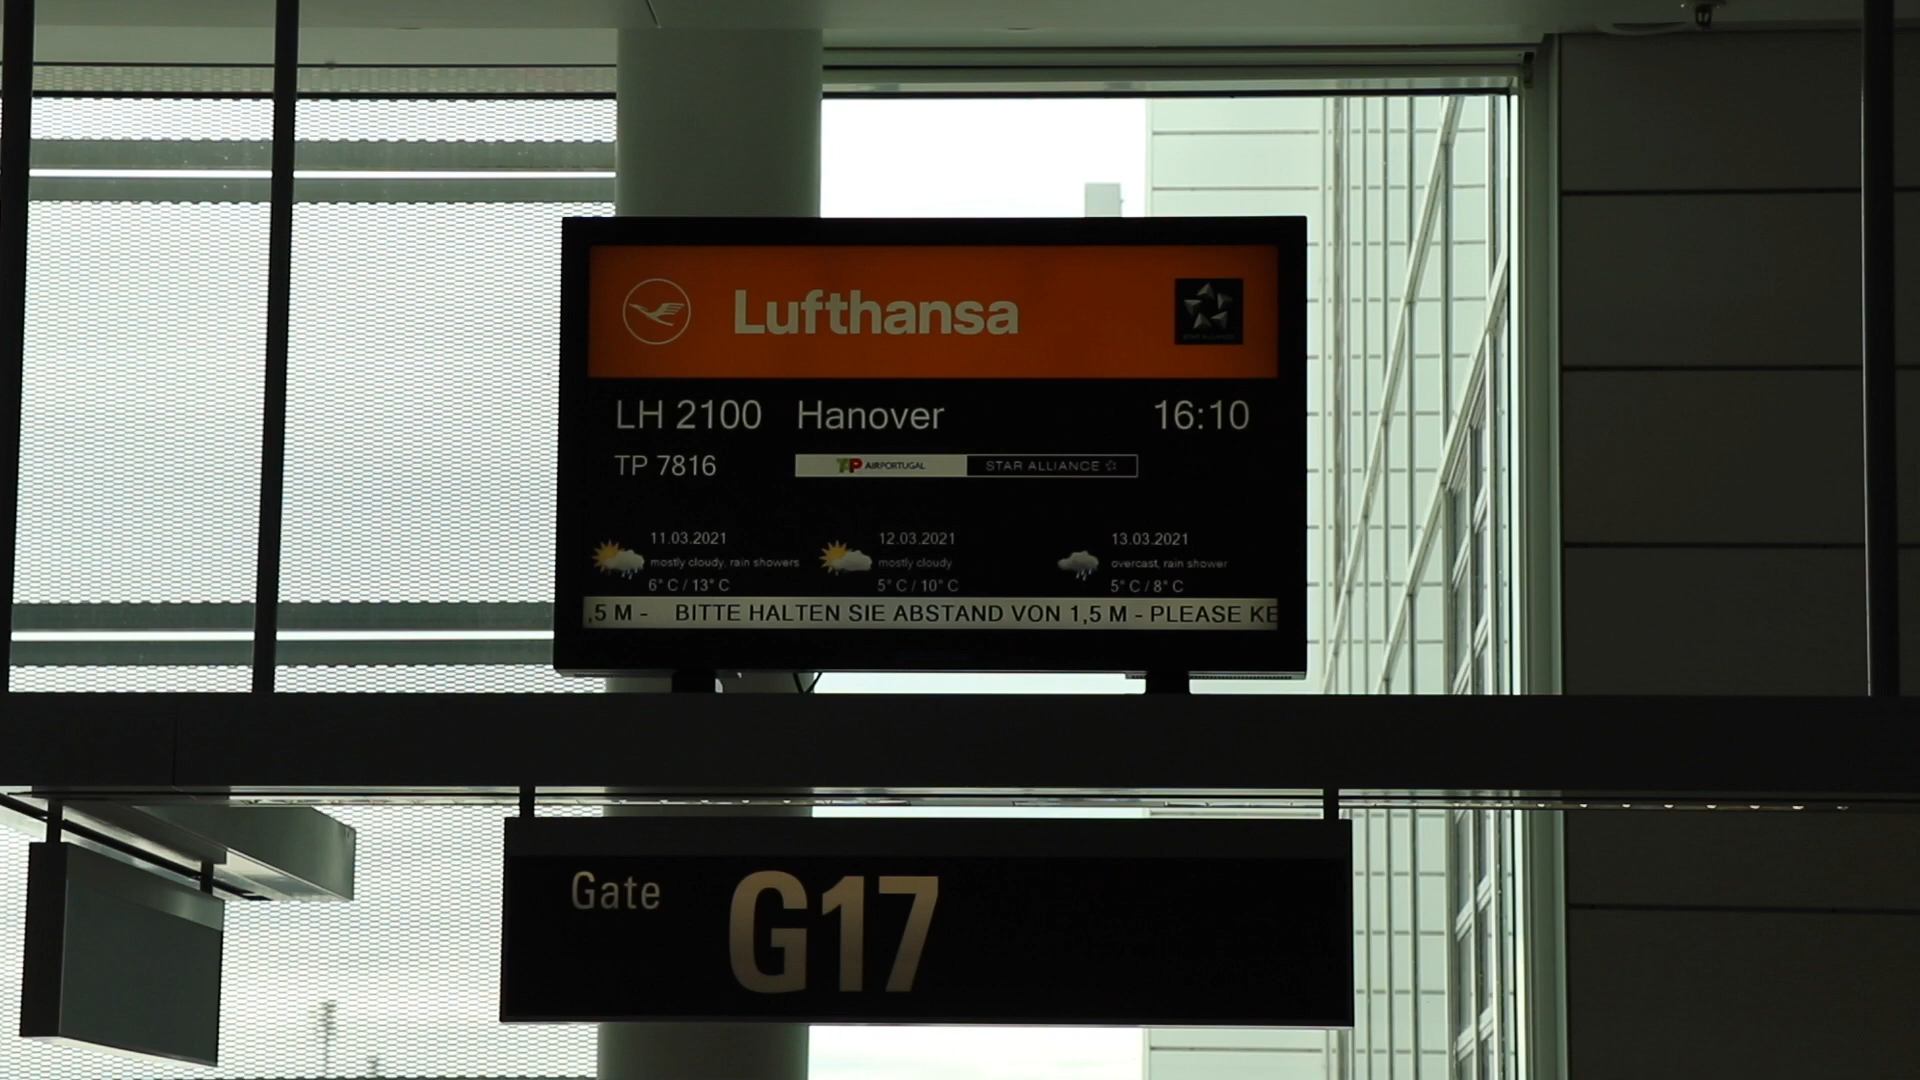 Lufthansa
LH 2100 Hanover 16:10
TP 7816 TP AIRPORTUGAL STAR ALLIANCE
11.03.2021 12.03.2021 13.03.2021
mostly cloudy, rain showers mostly cloudy overcast, rain shower
6° C / 13° C 5° C / 10° C 5° C / 8° C
,5 M - BITTE HALTEN SIE ABSTAND VON 1,5 M - PLEASE KE
Gate G17